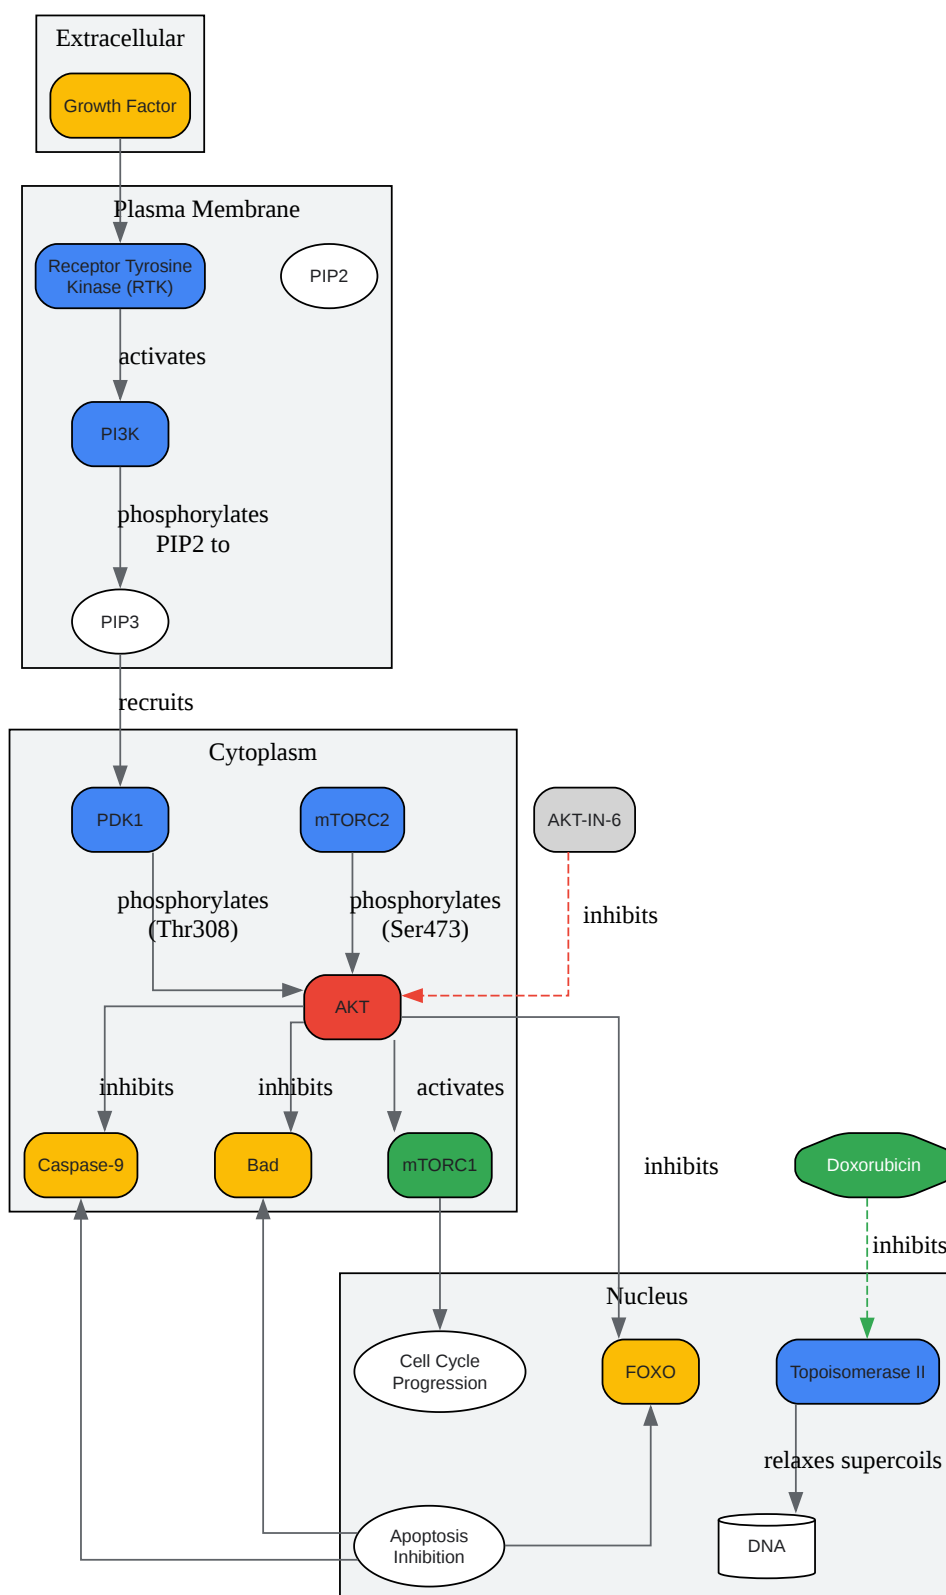 Extracellular
Growth Factor
Plasma Membrane
Receptor Tyrosine
Kinase (RTK)
PIP2
activates
PI3K
phosphorylates
PIP2 to
PIP3
recruits
Cytoplasm
PDK1
mTORC2
AKT-IN-6
phosphorylates
(Thr308)
phosphorylates
(Ser473)
inhibits
AKT
inhibits
inhibits
activates
Caspase-9
Bad
mTORC1
inhibits
Doxorubicin
inhibits
Nucleus
Cell Cycle
Progression
FOXO
Topoisomerase II
relaxes supercoils
Apoptosis
Inhibition
DNA